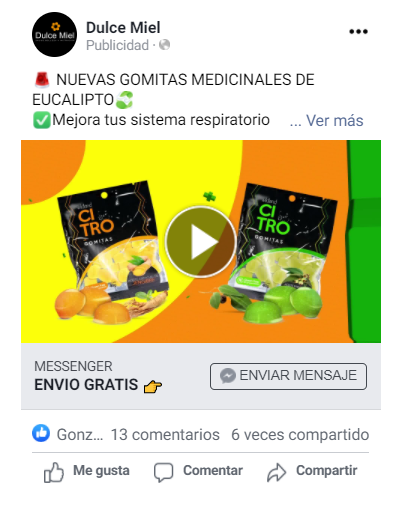 Dulce Miel
Dulce Miel
Publicidad ·
NUEVAS GOMITAS MEDICINALES DE
EUCALIPTO
Mejora tus sistema respiratorio ... Ver más
CI
TRO
GOMITAS
CI
TRO
GOMITAS
MESSENGER
ENVIO GRATIS
ENVIAR MENSAJE
Gonz... 13 comentarios 6 veces compartido
Me gusta Comentar Compartir